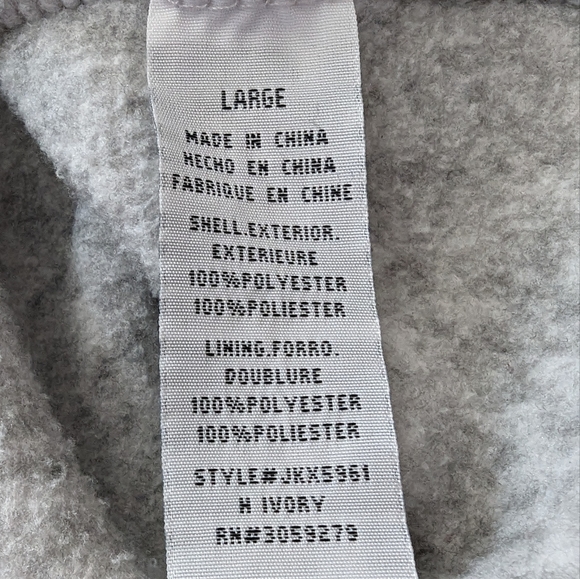 LARGE
MADE IN CHINA
HECHO EN CHINA
FABRIQUE EN CHINE
SHELL.EXTERIOR.
EXTERIEURE
100%POLYESTER
100%POLIESTER
LINING.FORRO.
DOUBLURE
100%POLYESTER
100%POLIESTER
STYLE#JKX5961
H IVORY
RN#3059279